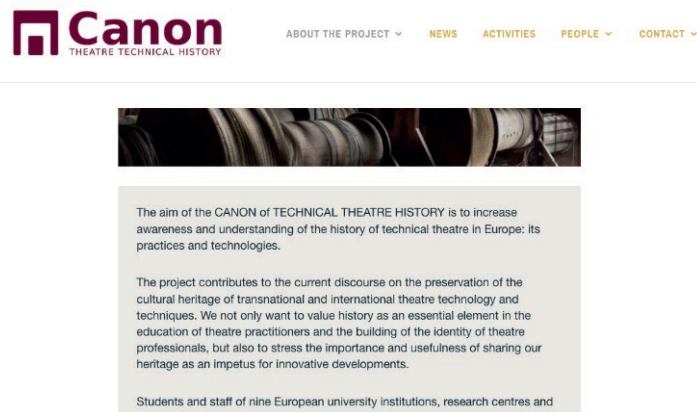 Canon
THEATRE TECHNICAL HISTORY
ABOUT THE PROJECT
NEWS
ACTIVITIES
PEOPLE
CONTACT
The aim of the CANON of TECHNICAL THEATRE HISTORY is to increase
awareness and understanding of the history of technical theatre in Europe: its
practices and technologies.
The project contributes to the current discourse on the preservation of the
cultural heritage of transnational and international theatre technology and
techniques. We not only want to value history as an essential element in the
education of theatre practitioners and the building of the identity of theatre
professionals, but also to stress the importance and usefulness of sharing our
heritage as an impetus for innovative developments.
Students and staff of nine European university institutions, research centres and